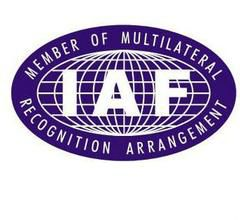 MEMBER OF MULTILATERAL
IAF
RECOGNITION ARRANGEMENT